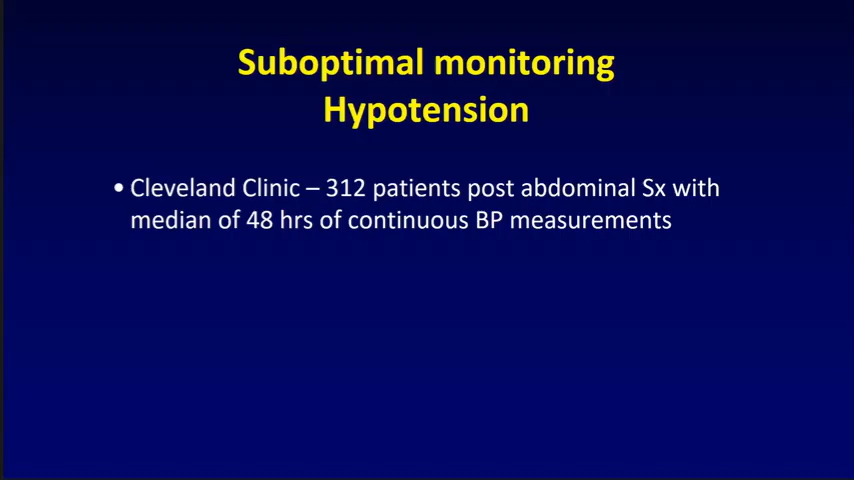 Suboptimal monitoring
Hypotension
• Cleveland Clinic – 312 patients post abdominal Sx with
median of 48 hrs of continuous BP measurements